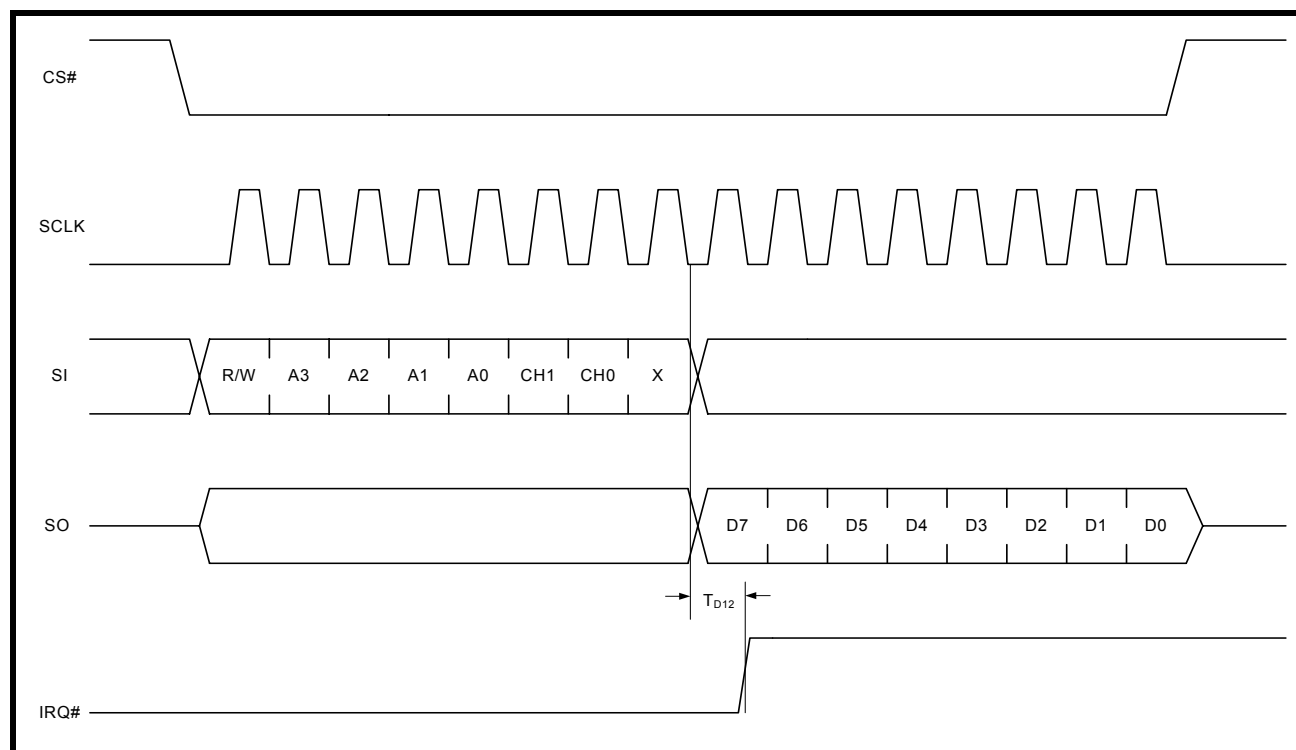 CS#
SCLK
SI R/W A3 A2 A1 A0 CH1 CH0 X
SO D7 D6 D5 D4 D3 D2 D1 D0
TD12
IRQ#